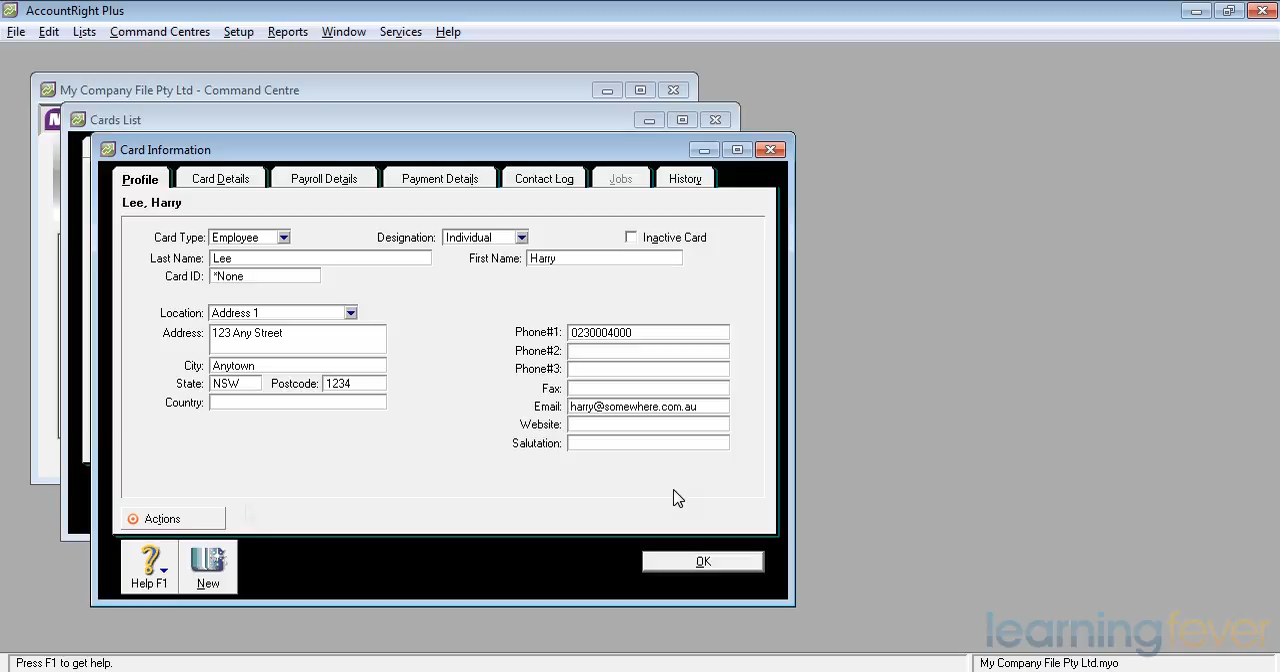 AccountRight Plus
File Edit Lists Command Centres Setup Reports Window Services Help
My Company File Pty Ltd - Command Centre
Cards List
Card Information
Profile Card Details Payroll Details Payment Details Contact Log Jobs History
Lee, Harry
Card Type: Employee Designation: Individual Inactive Card
Last Name: Lee First Name: Harry
Card ID: *None
Location: Address 1
Address: 123 Any Street Phone#1: 0230004000
Phone#2:
City: Anytown Phone#3:
State: NSW Postcode: 1234 Fax:
Country: Email: harry@somewhere.com.au
Website:
Salutation:
Actions
Help F1 New OK
learningfever
Press F1 to get help. My Company File Pty Ltd.myo